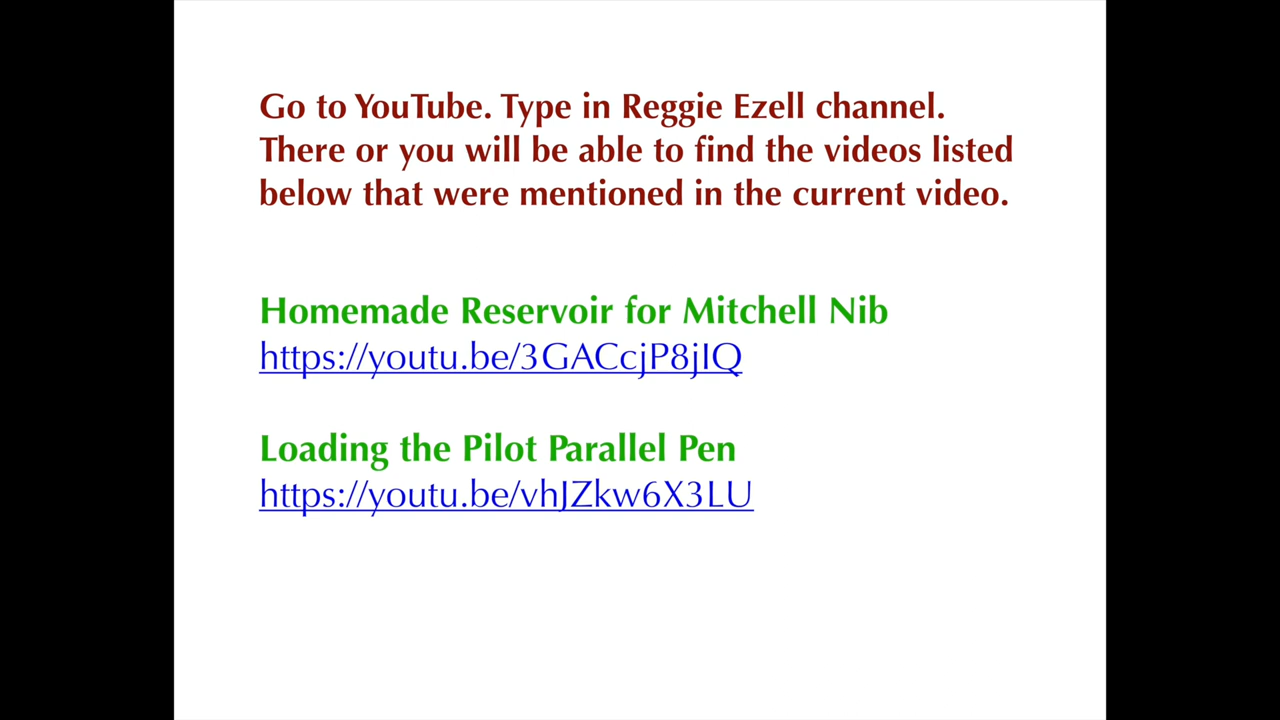 Go to YouTube. Type in Reggie Ezell channel.
There or you will be able to find the videos listed
below that were mentioned in the current video.
Homemade Reservoir for Mitchell Nib
https://youtu.be/3GACcjP8jIQ
Loading the Pilot Parallel Pen
https://youtu.be/vhJZkw6X3LU